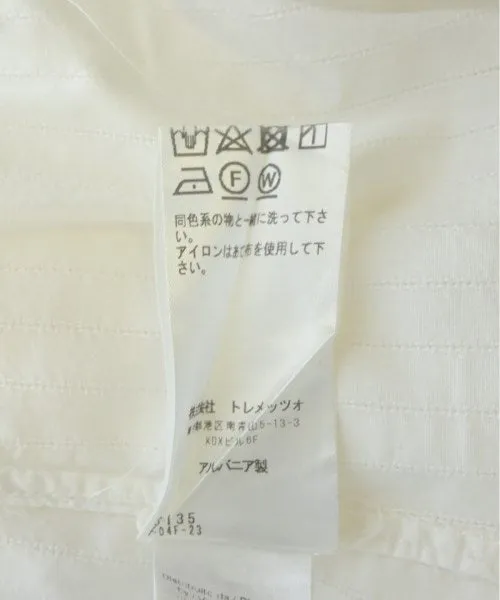 F W
同色系の物と一緒に洗って下さ
い。
アイロンはあて布を使用して下
さい。
株式会社 トレメッツォ
港区南青山5-13-3
KDXビル6F
アルバニア製
135
04F-23